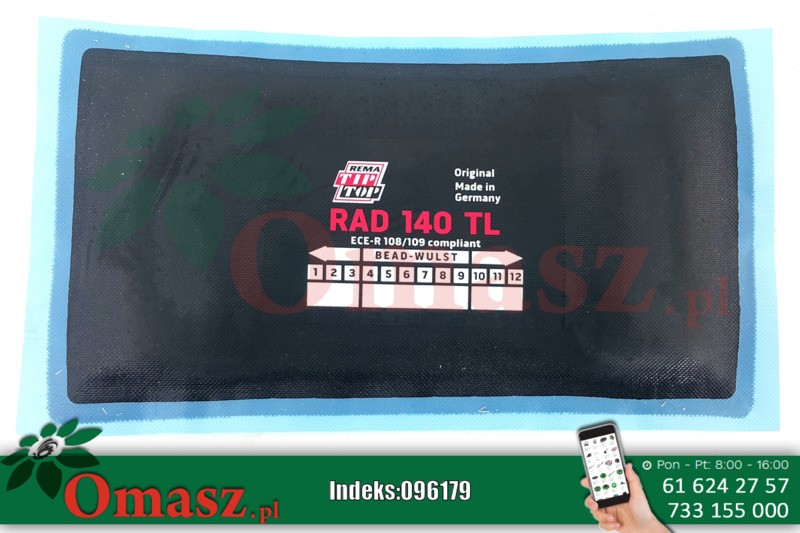 REMA
TIP
TOP
Original
Made in
Germany
RAD 140 TL
ECE-R 108/109 compliant
BEAD-WULST
1 2 3 4 5 6 7 8 9 10 11 12
Omasz.pl
Omasz.pl
Indeks:096179
Pon - Pt: 8:00 - 16:00
61 624 27 57
733 155 000